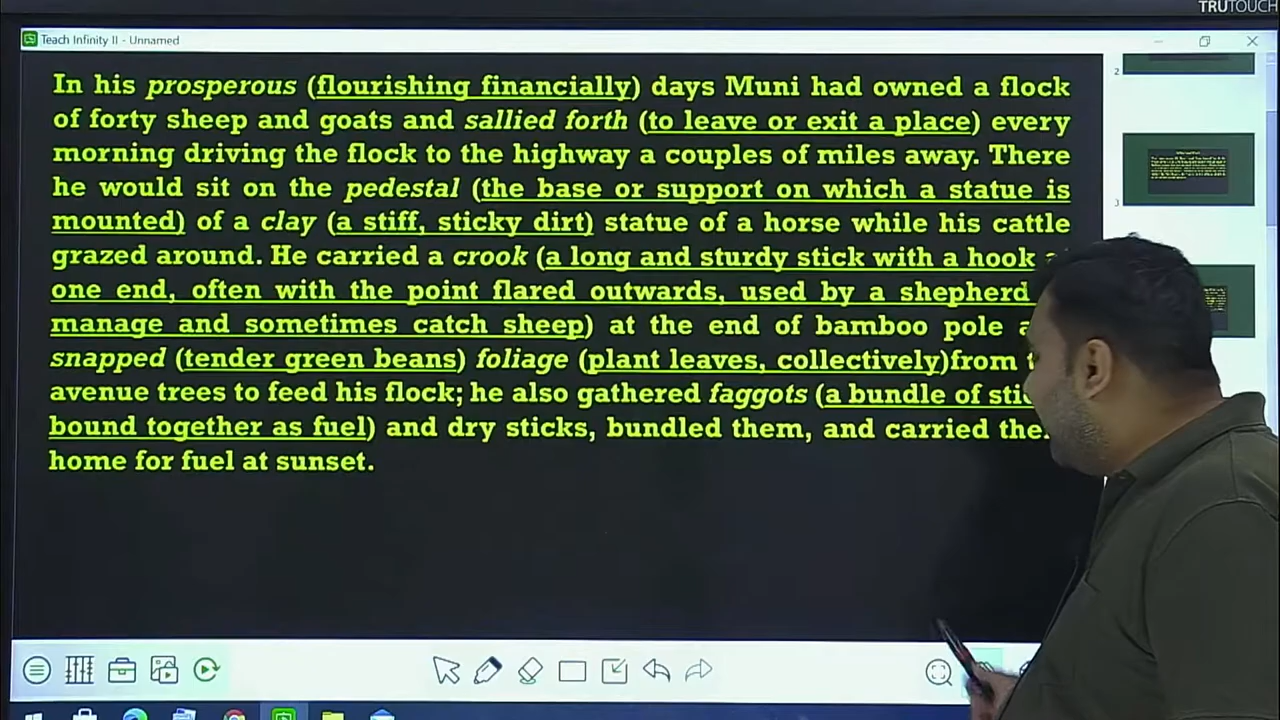 TRUTOUCH
Teach Infinity II - Unnamed
In his prosperous (flourishing financially) days Muni had owned a flock
of forty sheep and goats and sallied forth (to leave or exit a place) every
morning driving the flock to the highway a couples of miles away. There
he would sit on the pedestal (the base or support on which a statue is
mounted) of a clay (a stiff, sticky dirt) statue of a horse while his cattle
grazed around. He carried a crook (a long and sturdy stick with a hook
one end, often with the point flared outwards, used by a shepherd
manage and sometimes catch sheep) at the end of bamboo pole
snapped (tender green beans) foliage (plant leaves, collectively)from
avenue trees to feed his flock; he also gathered faggots (a bundle of
bound together as fuel) and dry sticks, bundled them, and carried
home for fuel at sunset.
2
3